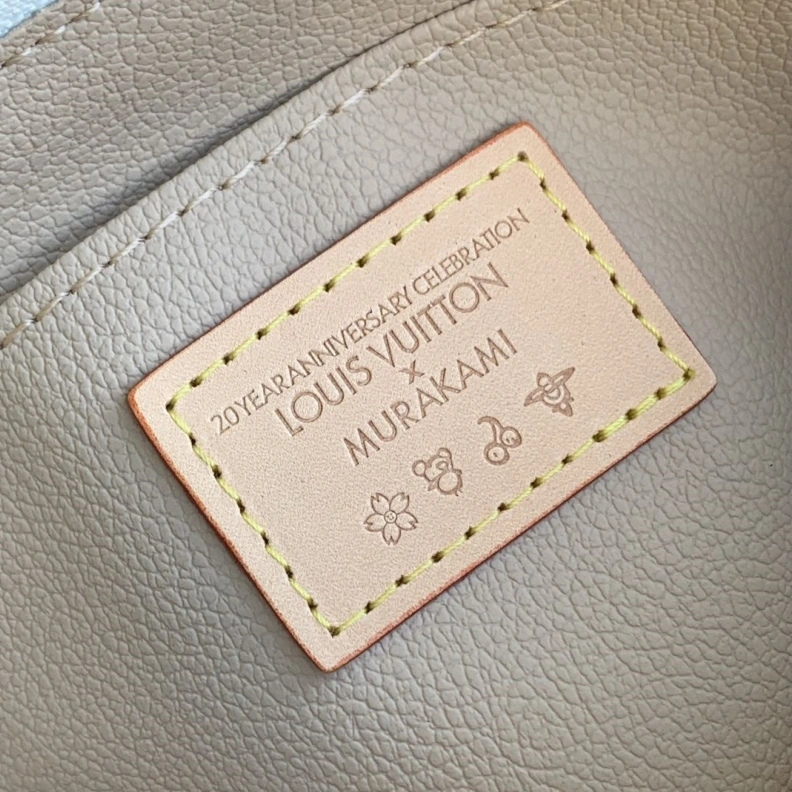 20 YEAR ANNIVERSARY CELEBRATION
LOUIS VUITTON
X
MURAKAMI